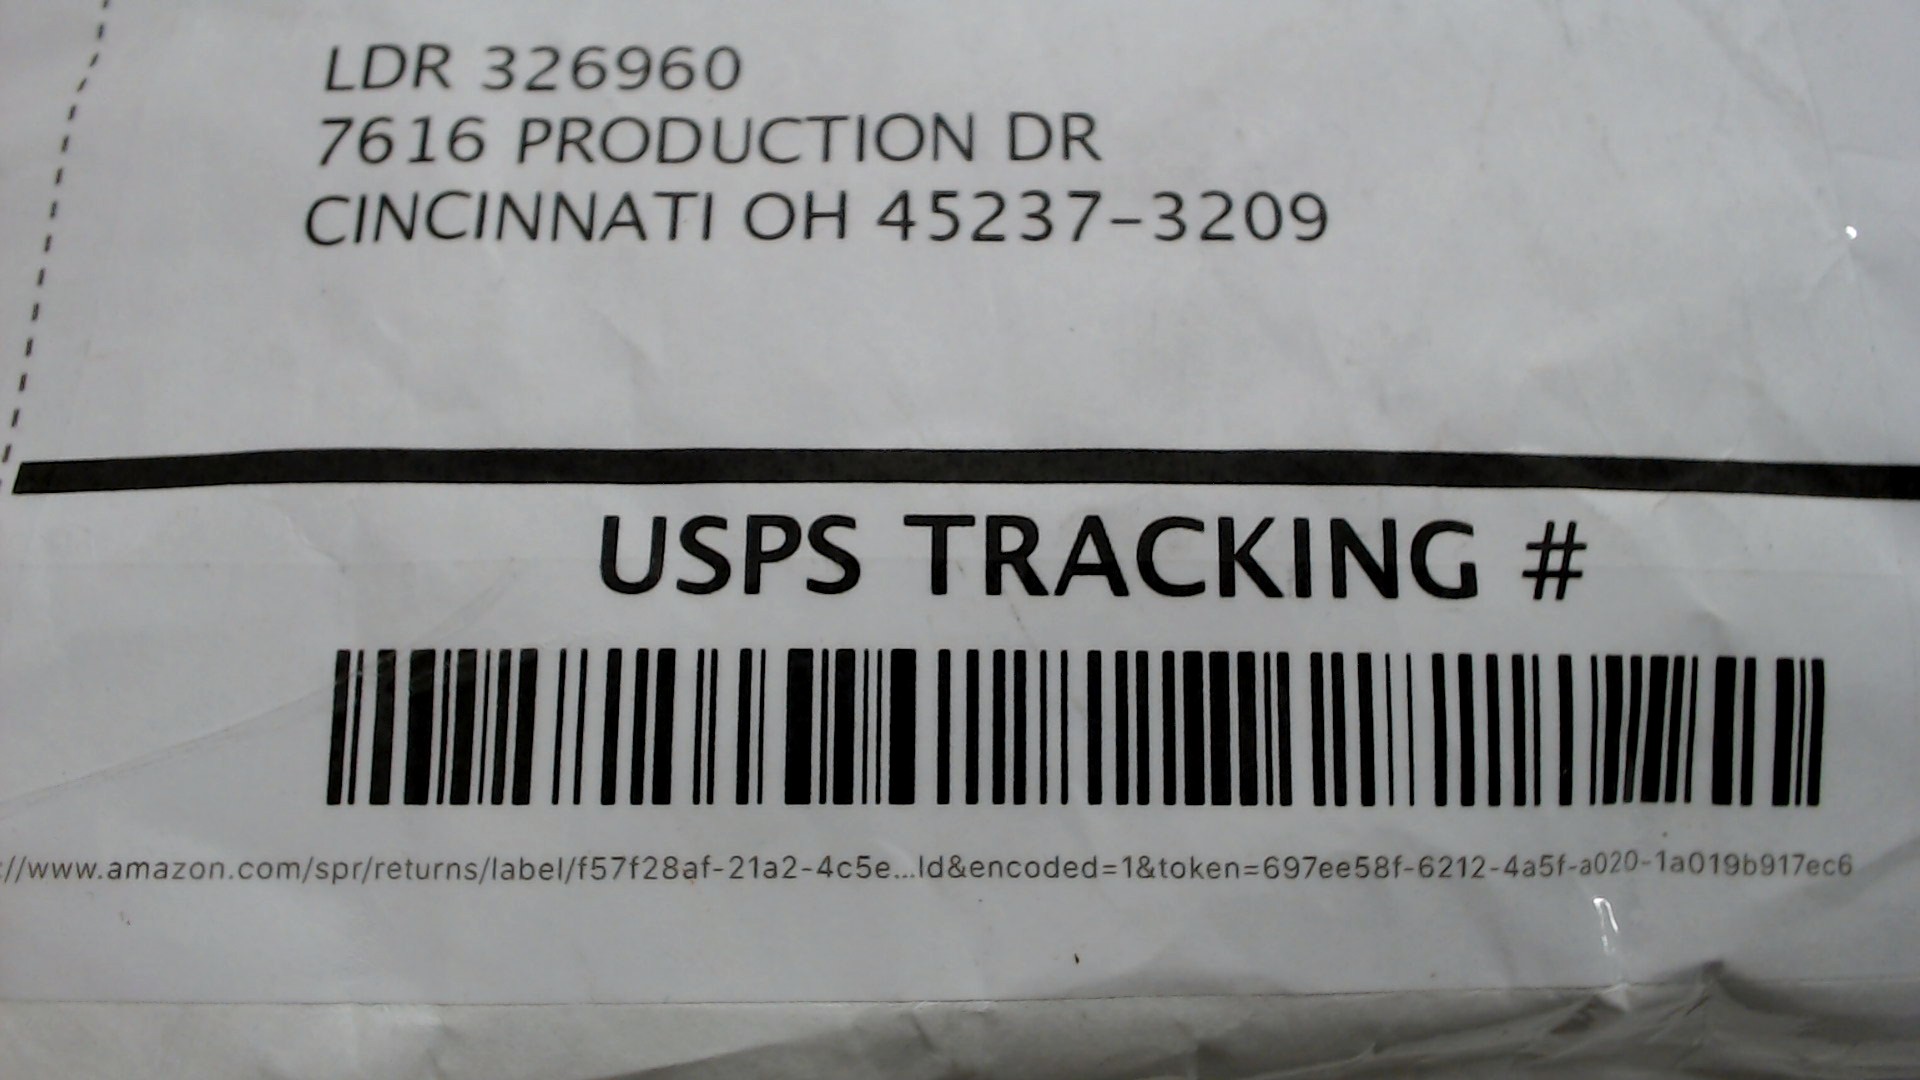 LDR 326960
7616 PRODUCTION DR
CINCINNATI OH 45237-3209
USPS TRACKING #
://www.amazon.com/spr/returns/label/f57f28af-21a2-4c5e...ld&encoded=1&token=697ee58f-6212-4a5f-a020-1a019b917ec6